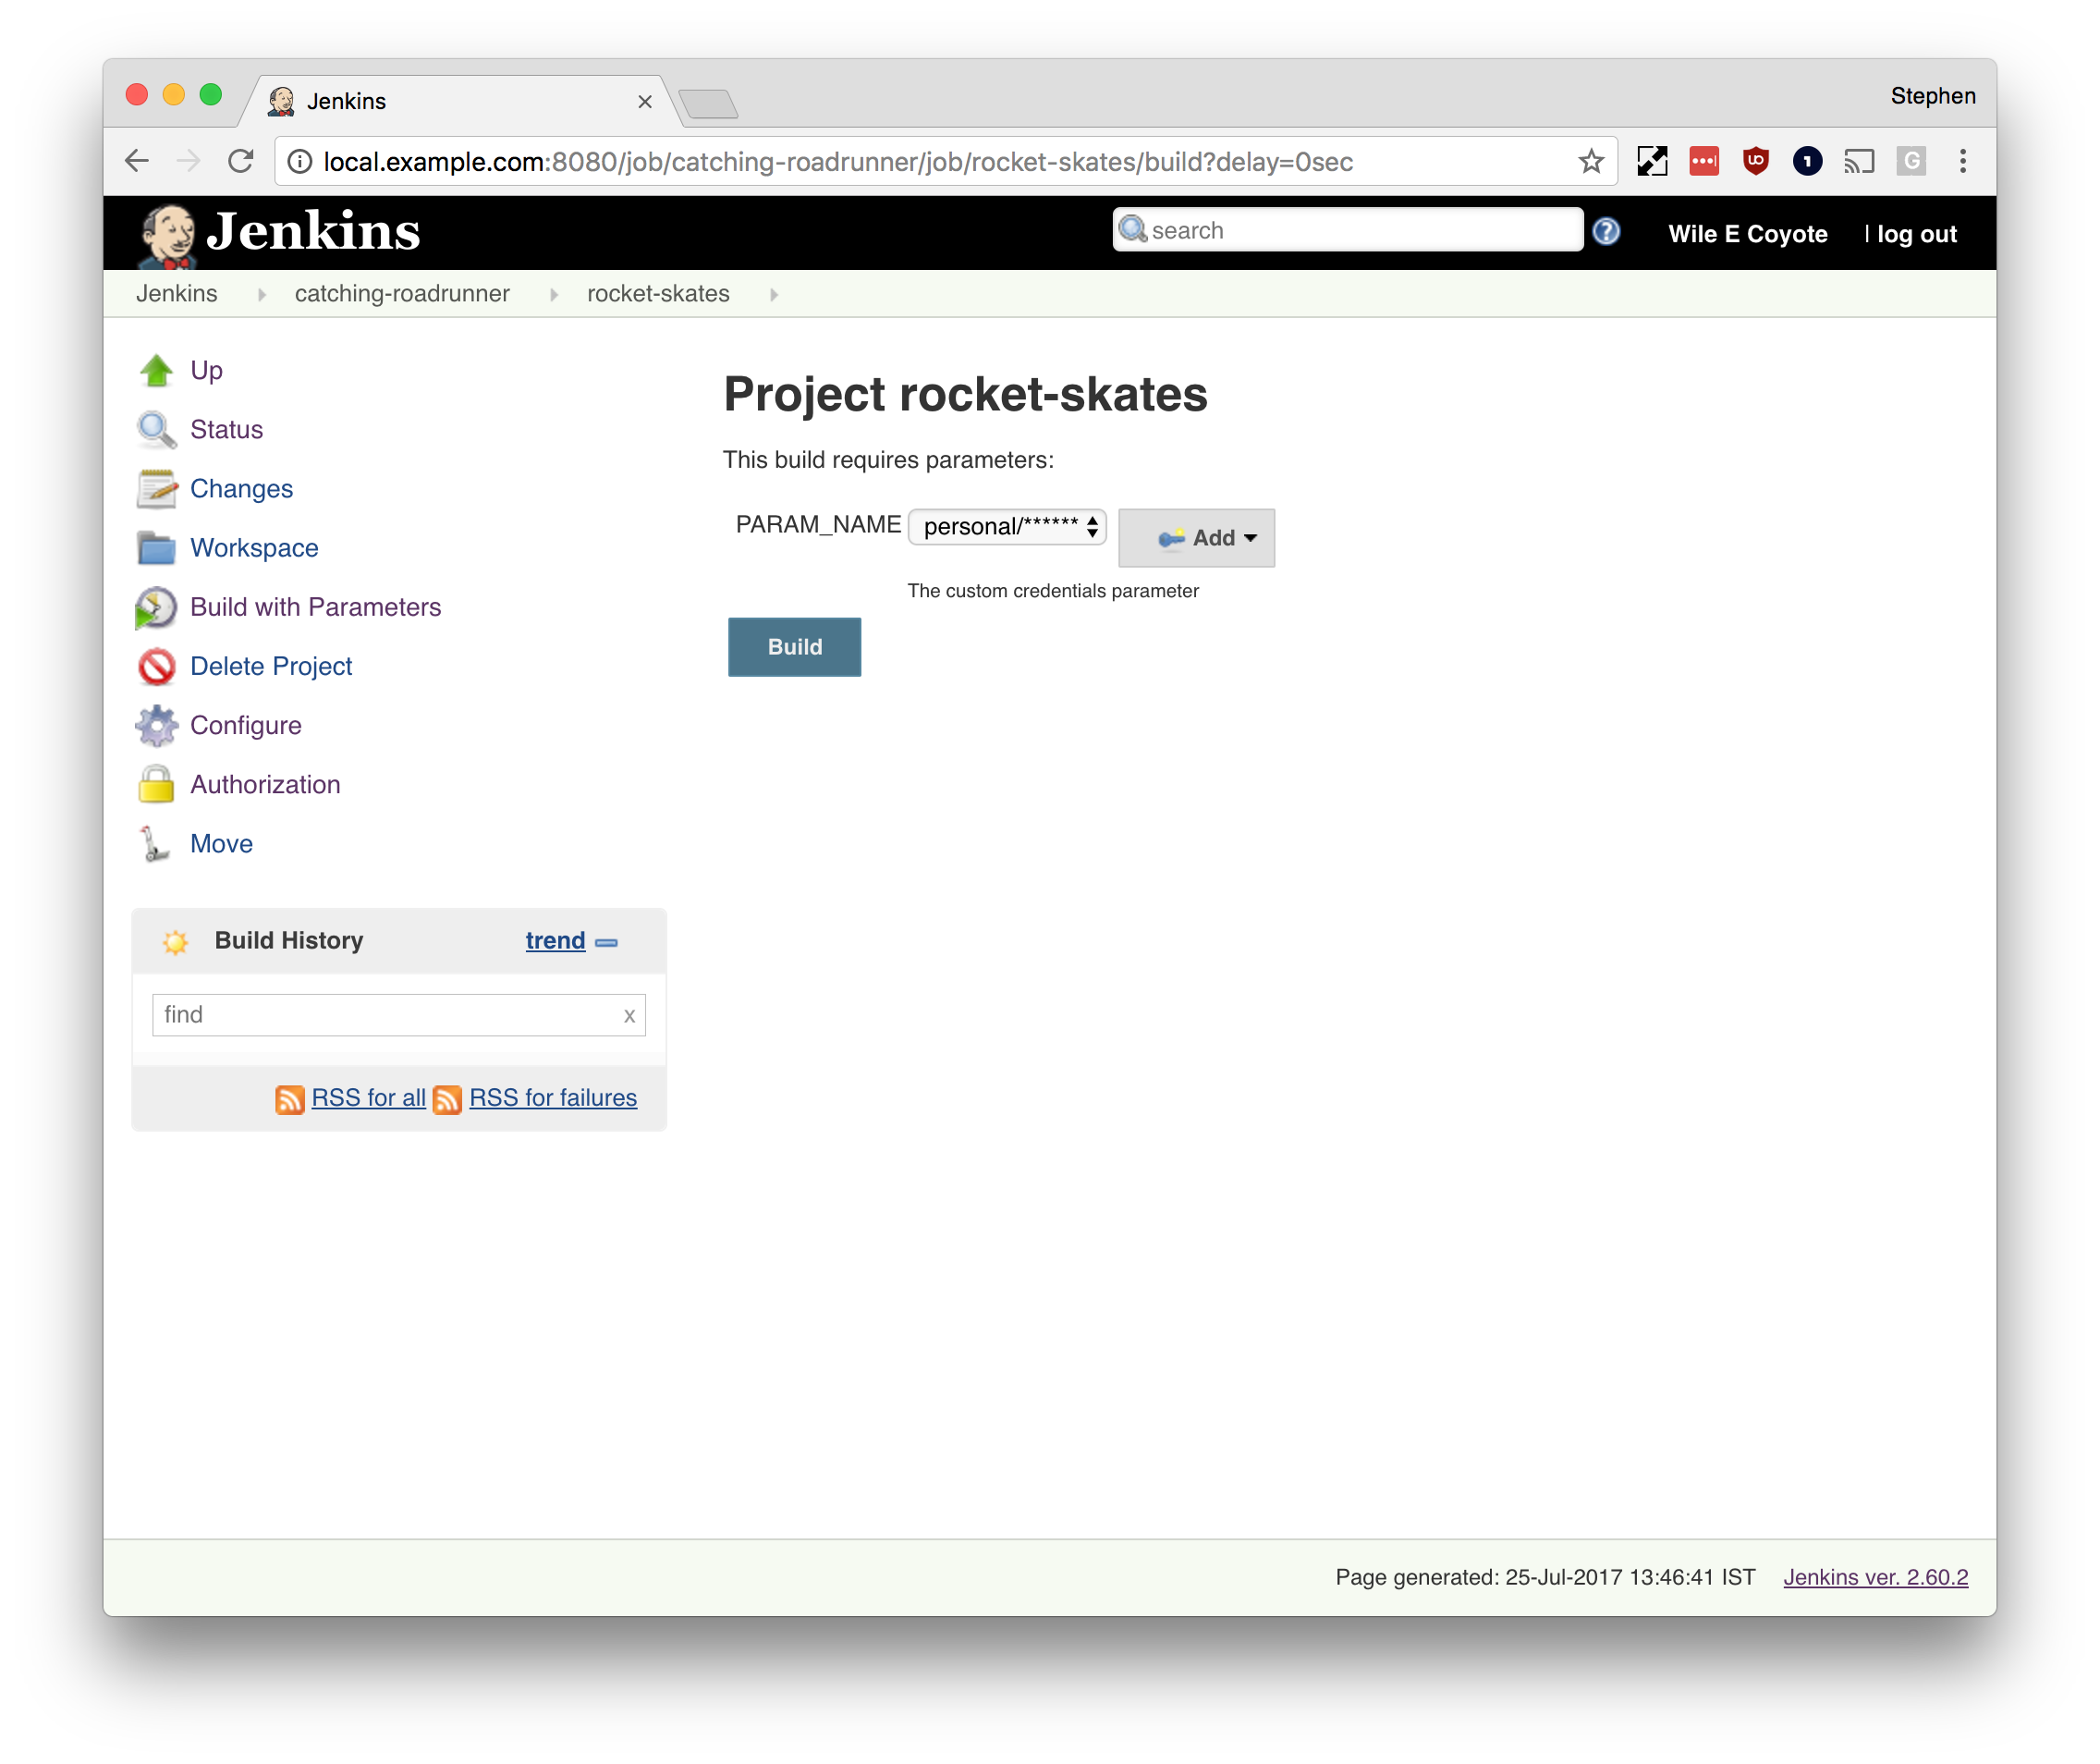 Jenkins
Stephen
local.example.com:8080/job/catching-roadrunner/job/rocket-skates/build?delay=0sec
Jenkins
search
Wile E Coyote
| log out
Jenkins
catching-roadrunner
rocket-skates
Up
Status
Changes
Workspace
Build with Parameters
Delete Project
Configure
Authorization
Move
Build History
trend
find
x
RSS for all
RSS for failures
Project rocket-skates
This build requires parameters:
PARAM_NAME
personal/******
Add
The custom credentials parameter
Build
Page generated: 25-Jul-2017 13:46:41 IST
Jenkins ver. 2.60.2